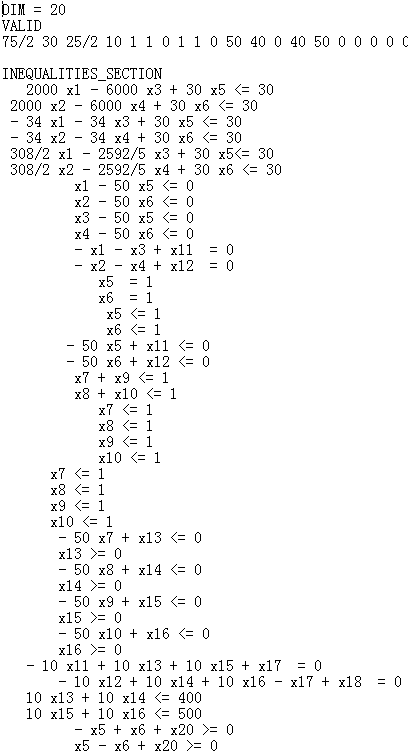 DIM = 20
VALID
75/2 30 25/2 10 1 1 0 1 1 0 50 40 0 40 50 0 0 0 0 0
INEQUALITIES_SECTION
2000 x1 - 6000 x3 + 30 x5 <= 30
2000 x2 - 6000 x4 + 30 x6 <= 30
- 34 x1 - 34 x3 + 30 x5 <= 30
- 34 x2 - 34 x4 + 30 x6 <= 30
308/2 x1 - 2592/5 x3 + 30 x5<= 30
308/2 x2 - 2592/5 x4 + 30 x6 <= 30
x1 - 50 x5 <= 0
x2 - 50 x6 <= 0
x3 - 50 x5 <= 0
x4 - 50 x6 <= 0
- x1 - x3 + x11  = 0
- x2 - x4 + x12  = 0
x5  = 1
x6  = 1
x5 <= 1
x6 <= 1
- 50 x5 + x11 <= 0
- 50 x6 + x12 <= 0
x7 + x9 <= 1
x8 + x10 <= 1
x7 <= 1
x8 <= 1
x9 <= 1
x10 <= 1
x7 <= 1
x8 <= 1
x9 <= 1
x10 <= 1
- 50 x7 + x13 <= 0
x13 >= 0
- 50 x8 + x14 <= 0
x14 >= 0
- 50 x9 + x15 <= 0
x15 >= 0
- 50 x10 + x16 <= 0
x16 >= 0
- 10 x11 + 10 x13 + 10 x15 + x17  = 0
- 10 x12 + 10 x14 + 10 x16 - x17 + x18  = 0
10 x13 + 10 x14 <= 400
10 x15 + 10 x16 <= 500
- x5 + x6 + x20 >= 0
x5 - x6 + x20 >= 0